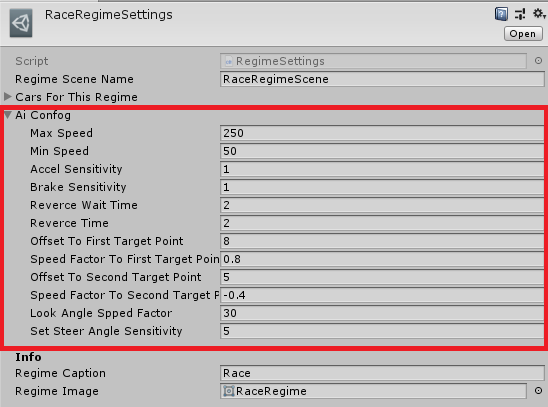 RaceRegimeSettings
Open
Script RegimeSettings
Regime Scene Name RaceRegimeScene
Cars For This Regime
Ai Confog
Max Speed 250
Min Speed 50
Accel Sensitivity 1
Brake Sensitivity 1
Reverce Wait Time 2
Reverce Time 2
Offset To First Target Point 8
Speed Factor To First Target Poin 0.8
Offset To Second Target Point 5
Speed Factor To Second Target P -0.4
Look Angle Spped Factor 30
Set Steer Angle Sensitivity 5
Info
Regime Caption Race
Regime Image RaceRegime